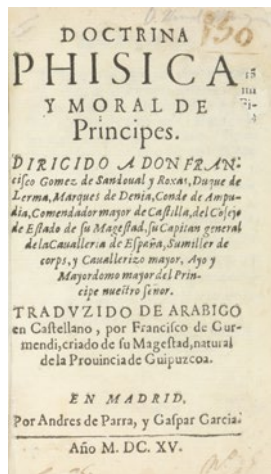 150
DOCTRINA
PHISICA
Y MORAL DE
Principes.
DIRICIDO A DON FRAN-
cisco Gomez de Sandoual y Roxas, Duque de
Lerma, Marques de Denia, Conde de Ampu-
dia, Comendador mayor de Castilla, del Cōsejo
de Estado de su Magestad, su Capitan general
de la Caualleria de España, Sumiller de
corps, y Cauallerizo mayor, Ayo y
Mayordomo mayor del Prin-
cipe nuestro señor.
TRADVZIDO DE ARABIGO
en Castellano, por Francisco de Gur-
mendi, criado de su Magestad, natural
de la Prouincia de Guipuzcoa.
EN MADRID,
Por Andres de Parra, y Gaspar Garcia.
Año M. DC. XV.